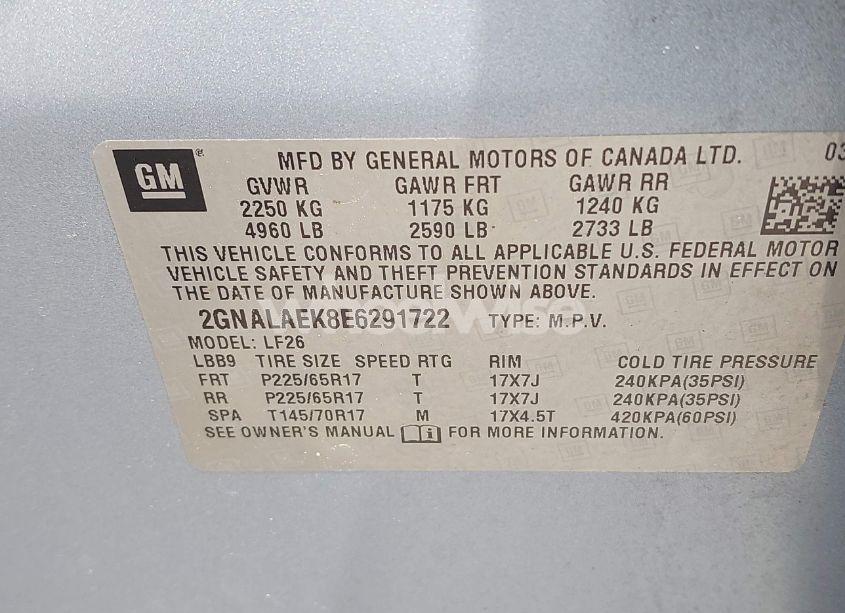 GM
MFD BY GENERAL MOTORS OF CANADA LTD. 03
GVWR GAWR FRT GAWR RR
2250 KG 1175 KG 1240 KG
4960 LB 2590 LB 2733 LB
THIS VEHICLE CONFORMS TO ALL APPLICABLE U.S. FEDERAL MOTOR
VEHICLE SAFETY AND THEFT PREVENTION STANDARDS IN EFFECT ON
THE DATE OF MANUFACTURE SHOWN ABOVE.
2GNALAEK8E6291722 TYPE: M.P.V.
MODEL: LF26
LBB9 TIRE SIZE SPEED RTG RIM COLD TIRE PRESSURE
FRT P225/65R17 T 17X7J 240KPA(35PSI)
RR P225/65R17 T 17X7J 240KPA(35PSI)
SPA T145/70R17 M 17X4.5T 420KPA(60PSI)
SEE OWNER'S MANUAL FOR MORE INFORMATION.